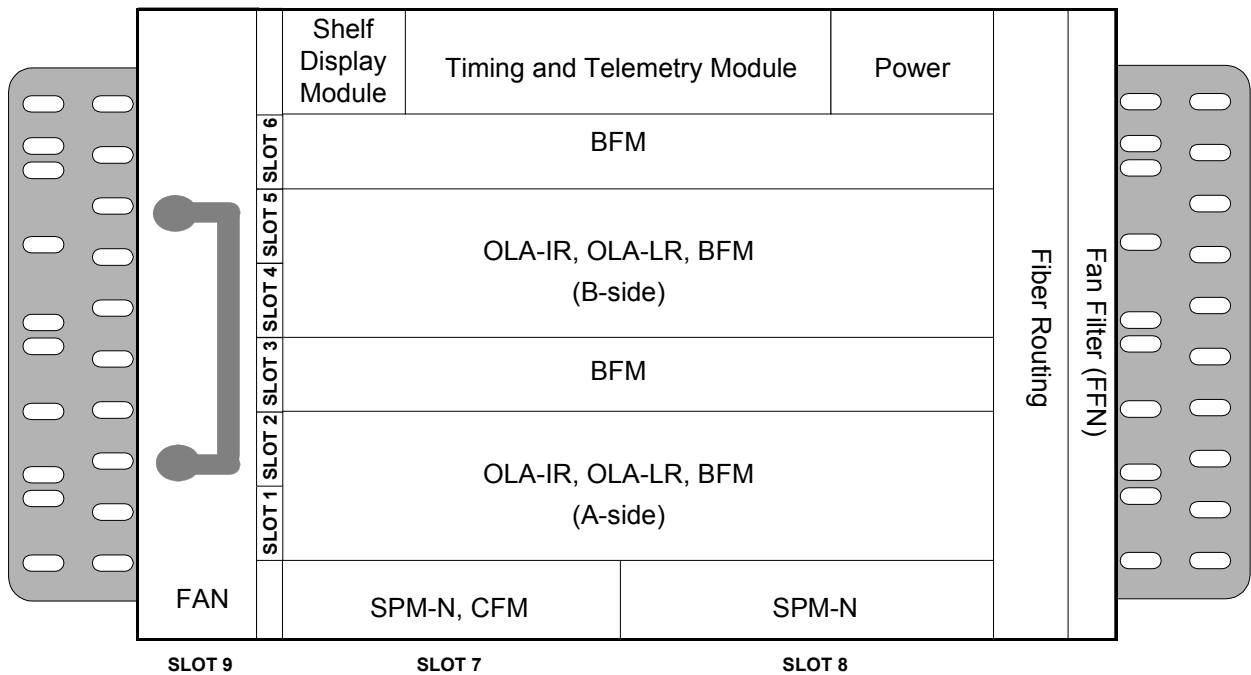 Shelf
Display
Module
Timing and Telemetry Module
Power
SLOT 6
BFM
SLOT 5
SLOT 4
OLA-IR, OLA-LR, BFM
(B-side)
SLOT 3
BFM
SLOT 2
SLOT 1
OLA-IR, OLA-LR, BFM
(A-side)
Fiber Routing
Fan Filter (FFN)
FAN
SPM-N, CFM
SPM-N
SLOT 9
SLOT 7
SLOT 8